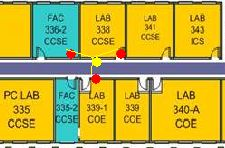 FAC
336-2
CCSE
LAB
338
CCSE
LAB
341
CCSE
LAB
343
ICS
PC LAB
335
CCSE
FAC
335-2
CCSE
LAB
339-1
COE
LAB
339
CCE
LAB
340-A
COE